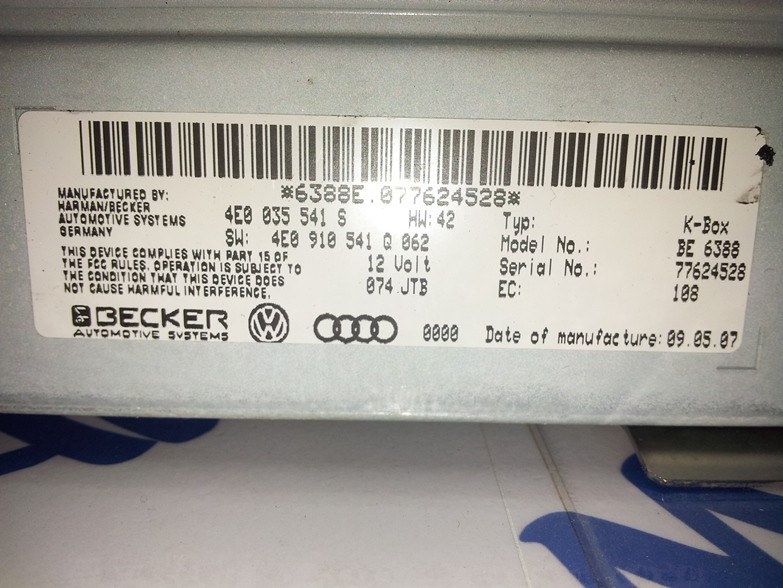 *6388E.077624528*
MANUFACTURED BY:
HARMAN/BECKER
AUTOMOTIVE SYSTEMS
GERMANY
4E0 035 541 S HW: 42
SW: 4E0 910 541 Q 062
12 Volt
074 JTB
Typ: K-Box
Model No.: BE 6388
Serial No.: 77624528
EC: 108
THIS DEVICE COMPLIES WITH PART 15 OF
THE FCC RULES. OPERATION IS SUBJECT TO
THE CONDITION THAT THIS DEVICE DOES
NOT CAUSE HARMFUL INTERFERENCE.
BECKER
AUTOMOTIVE SYSTEMS
0000 Date of manufacture: 09.05.07